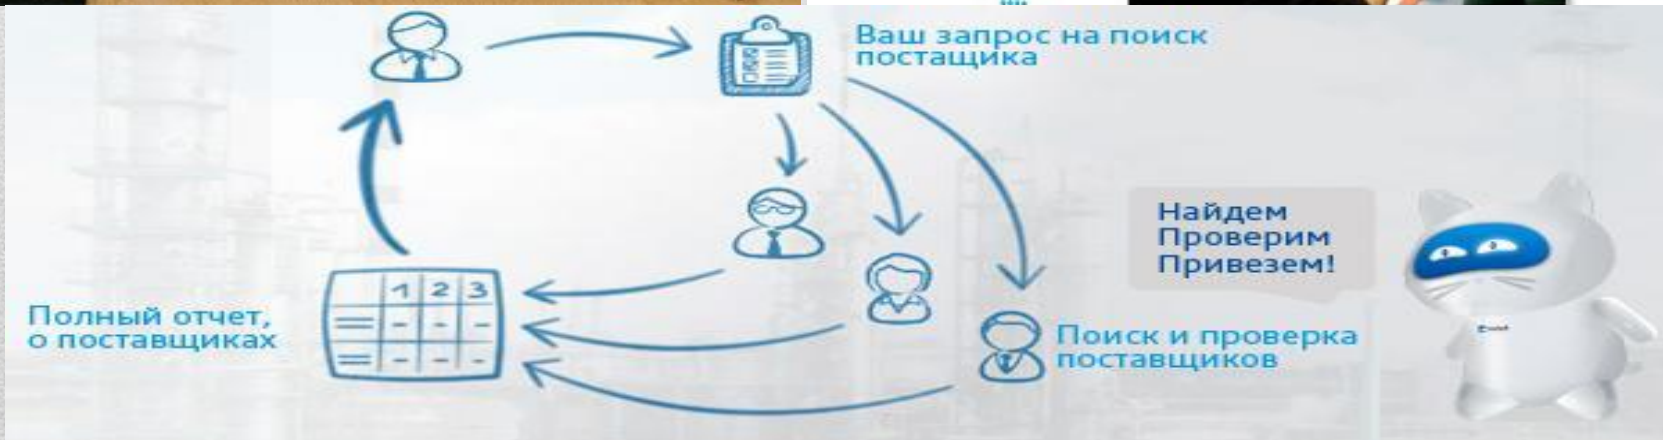 Ваш запрос на поиск
постащика
Найдем
Проверим
Привезем!
1 2 3
Полный отчет,
о поставщиках
Поиск и проверка
поставщиков